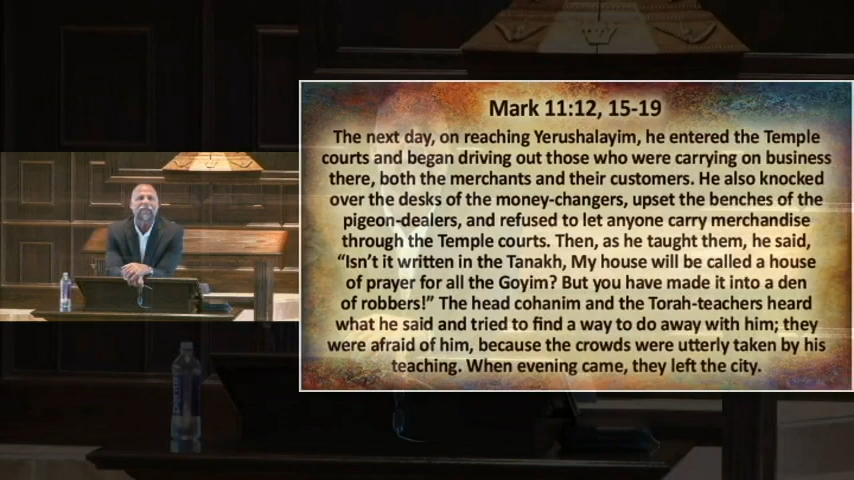 Mark 11:12, 15-19
The next day, on reaching Yerushalayim, he entered the Temple
courts and began driving out those who were carrying on business
there, both the merchants and their customers. He also knocked
over the desks of the money-changers, upset the benches of the
pigeon-dealers, and refused to let anyone carry merchandise
through the Temple courts. Then, as he taught them, he said,
“Isn’t it written in the Tanakh, My house will be called a house
of prayer for all the Goyim? But you have made it into a den
of robbers!” The head cohanim and the Torah-teachers heard
what he said and tried to find a way to do away with him; they
were afraid of him, because the crowds were utterly taken by his
teaching. When evening came, they left the city.